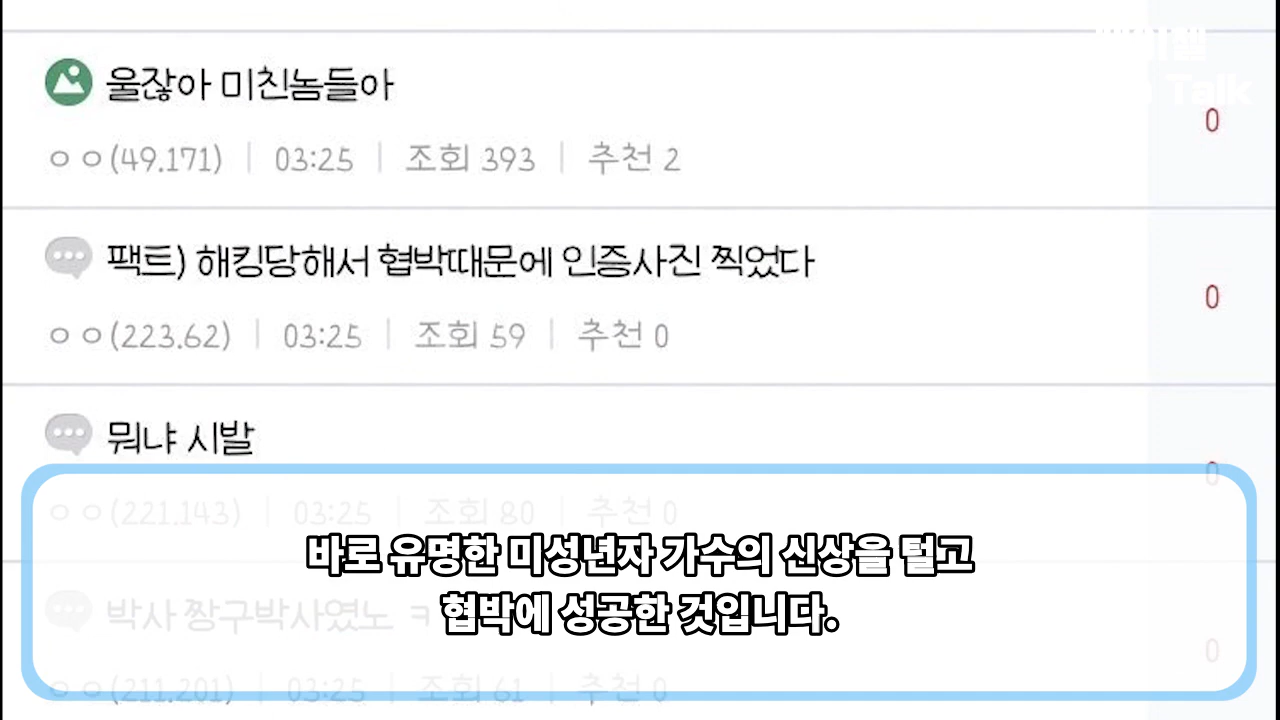 Talk
울잖아 미친놈들아
0
ㅇㅇ(49.171) | 03:25 | 조회 393 | 추천 2
팩트) 해킹당해서 협박때문에 인증사진 찍었다
0
ㅇㅇ(223.62) | 03:25 | 조회 59 | 추천 0
뭐냐 시발
0
ㅇㅇ(221.143) | 03:25 | 조회 80 | 추천 0
바로 유명한 미성년자 가수의 신상을 털고
협박에 성공한 것입니다.
박사 짱구박사였노 ㅋ
0
ㅇㅇ(211.201) | 03:25 | 조회 61 | 추천 0